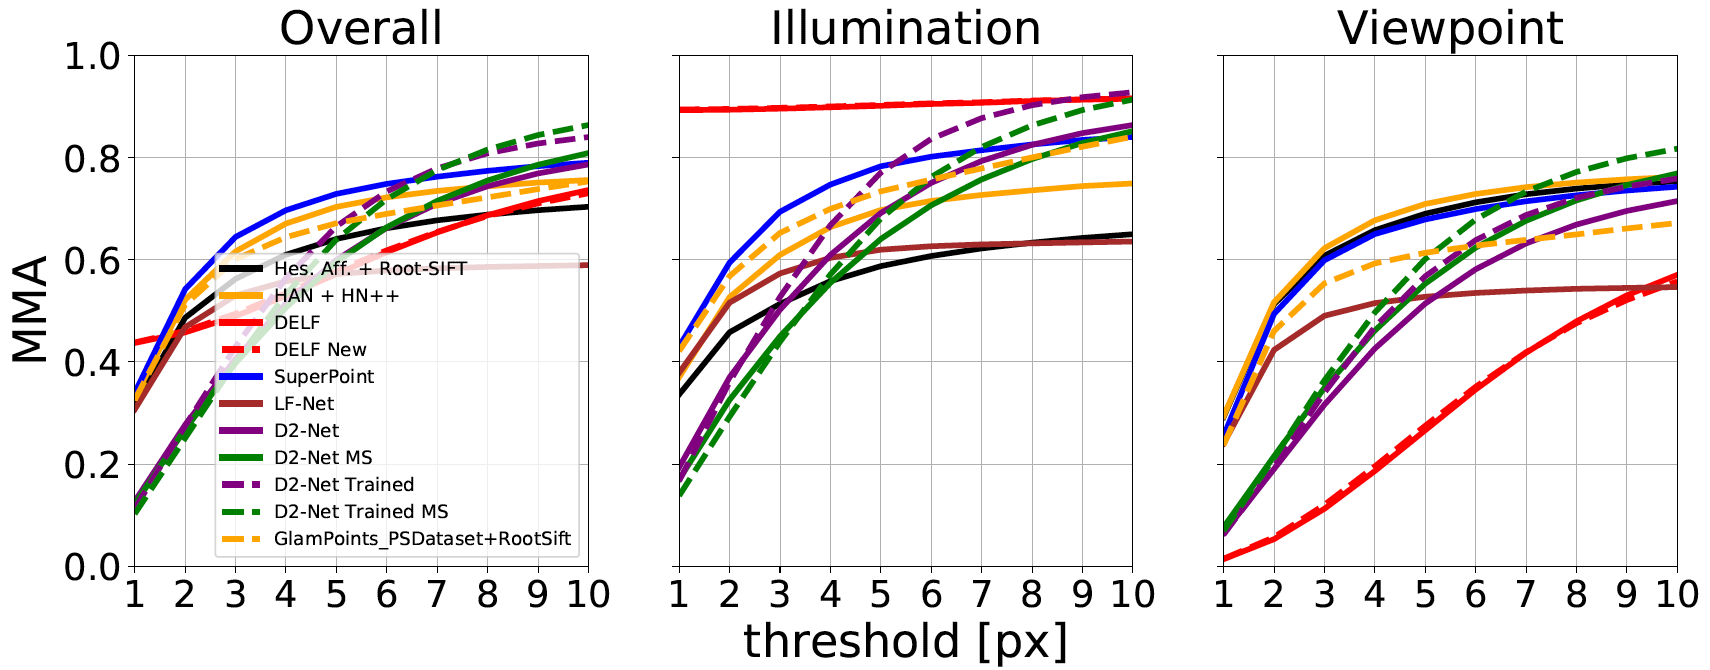 Overall
Illumination
Viewpoint
MMA
1.0
0.8
0.6
0.4
0.2
0.0
Hes. Aff. + Root-SIFT
HAN + HN++
DELF
DELF New
SuperPoint
LF-Net
D2-Net
D2-Net MS
D2-Net Trained
D2-Net Trained MS
GlamPoints_PSDataset+RootSift
1 2 3 4 5 6 7 8 9 10
1 2 3 4 5 6 7 8 9 10
1 2 3 4 5 6 7 8 9 10
threshold [px]